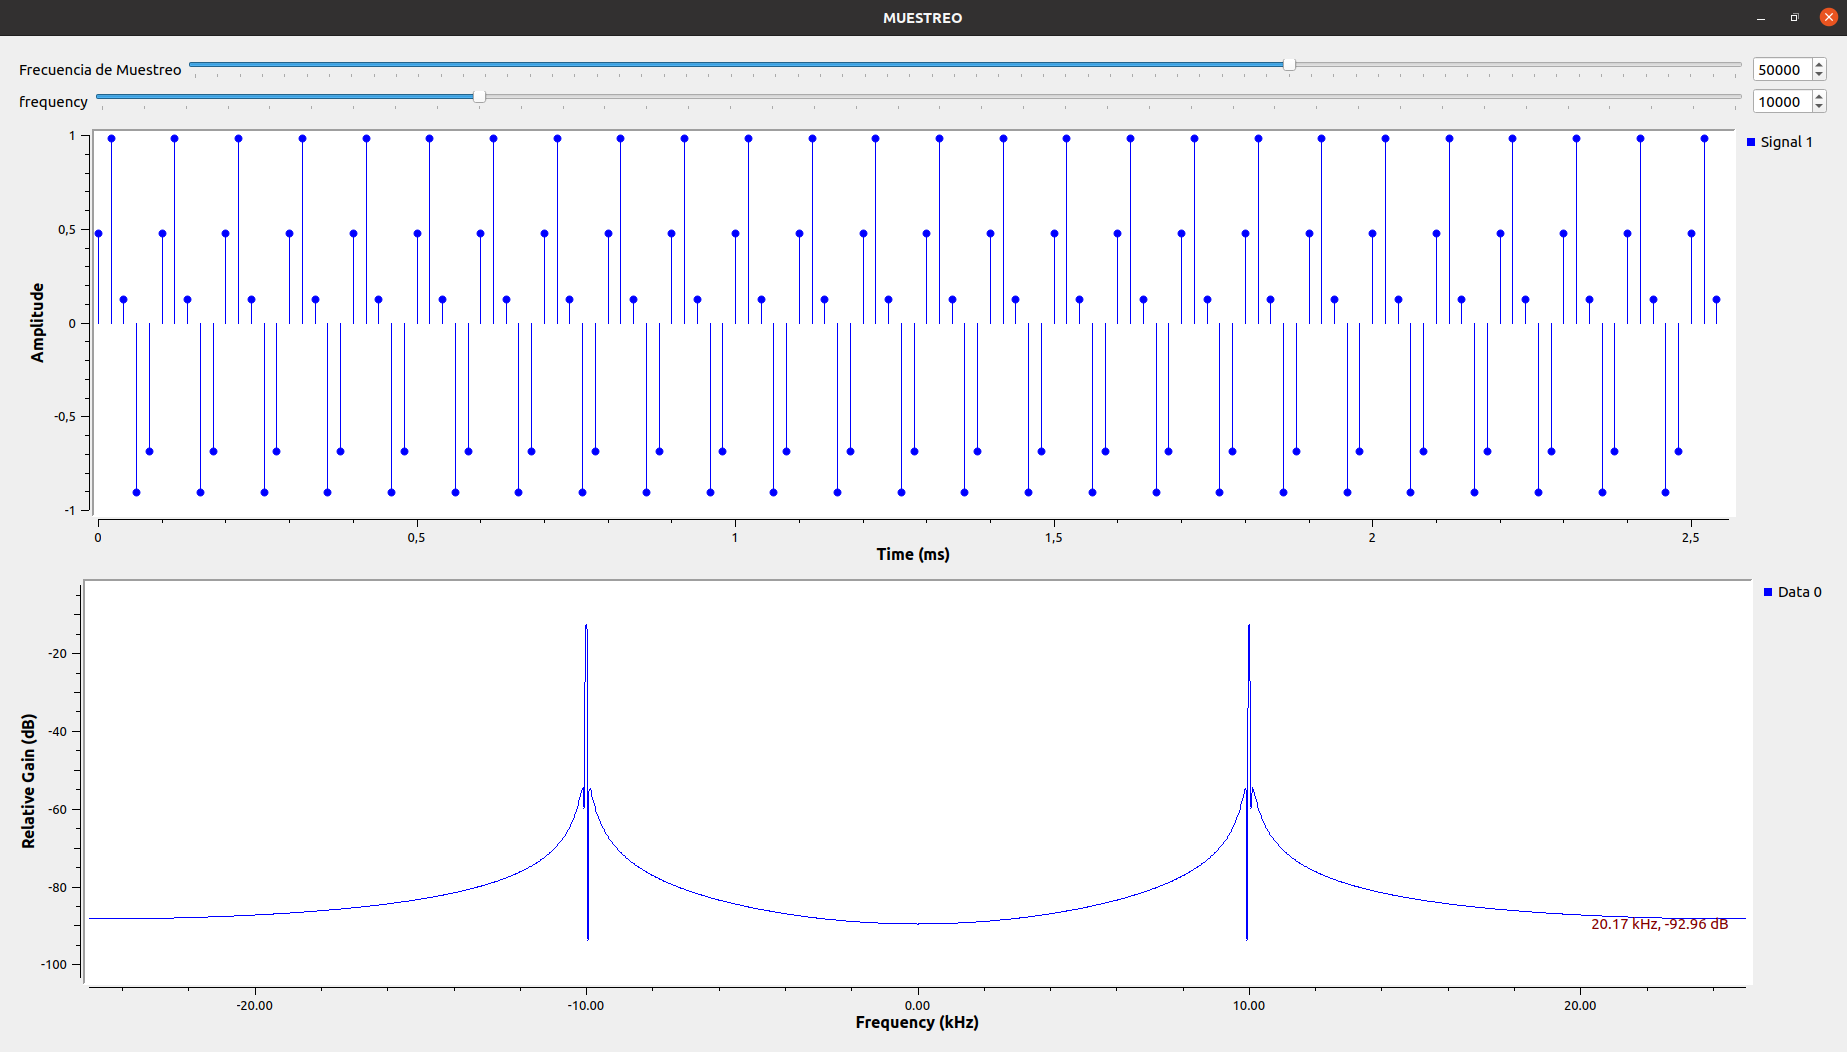 MUESTREO
Frecuencia de Muestreo
50000
frequency
10000
Signal 1
1
0,5
0
-0,5
-1
Amplitude
0
0,5
1
1,5
2
2,5
Time (ms)
Data 0
-20
-40
-60
-80
-100
Relative Gain (dB)
20.17 kHz, -92.96 dB
-20.00
-10.00
0.00
10.00
20.00
Frequency (kHz)